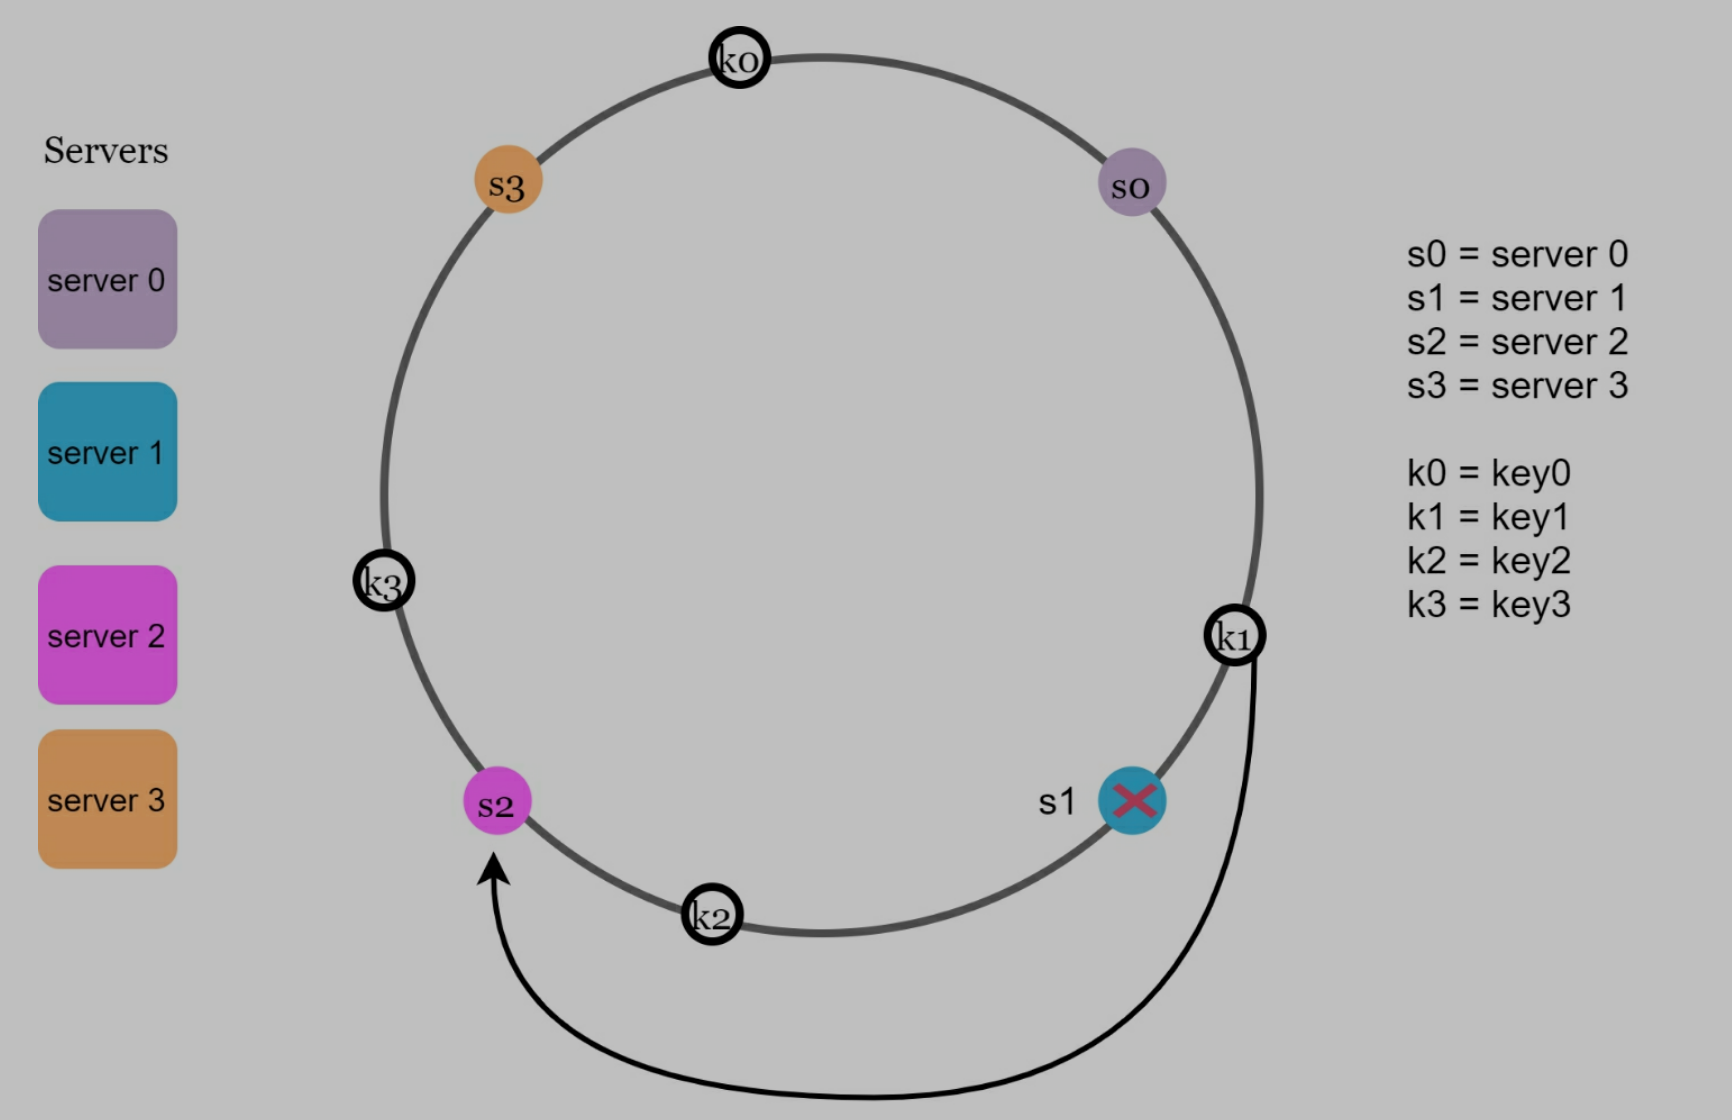 Servers
server 0
server 1
server 2
server 3
k0
s3
s0
k3
k1
s2
s1
k2
s0 = server 0
s1 = server 1
s2 = server 2
s3 = server 3
k0 = key0
k1 = key1
k2 = key2
k3 = key3